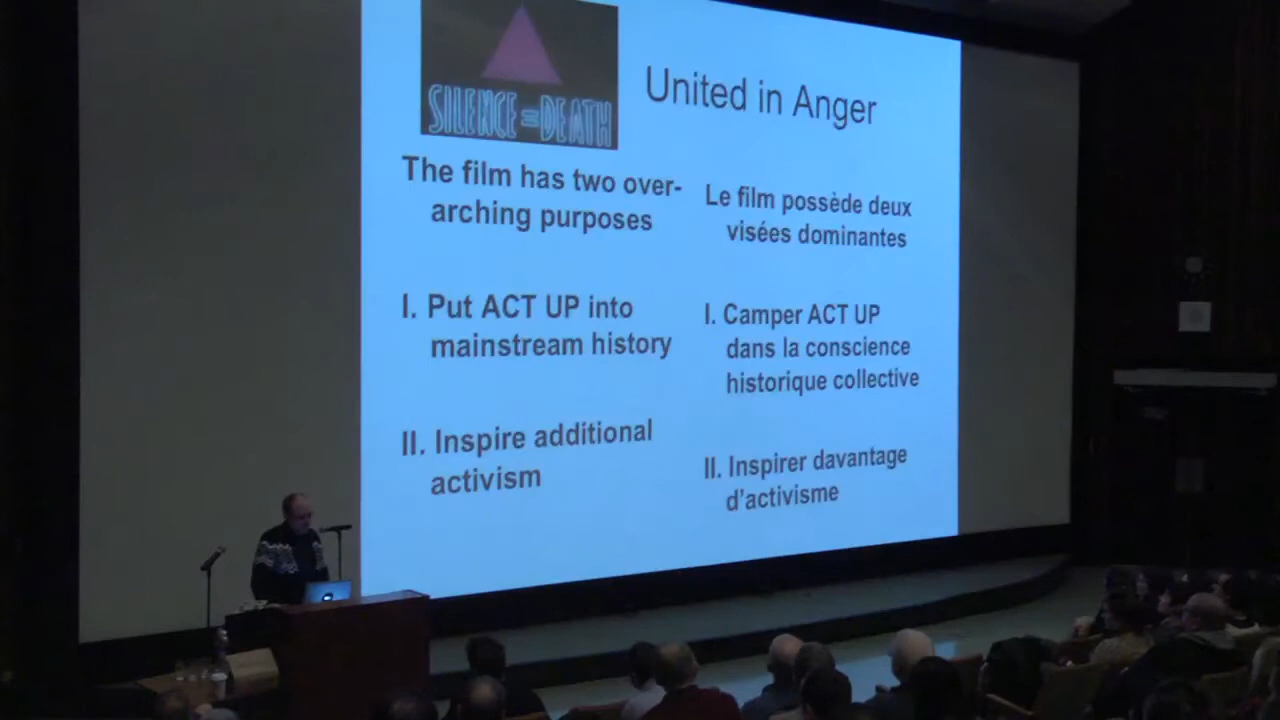 SILENCE = DEATH
United in Anger
The film has two over-
arching purposes
I. Put ACT UP into
mainstream history
II. Inspire additional
activism
Le film possède deux
visées dominantes
I. Camper ACT UP
dans la conscience
historique collective
II. Inspirer davantage
d'activisme